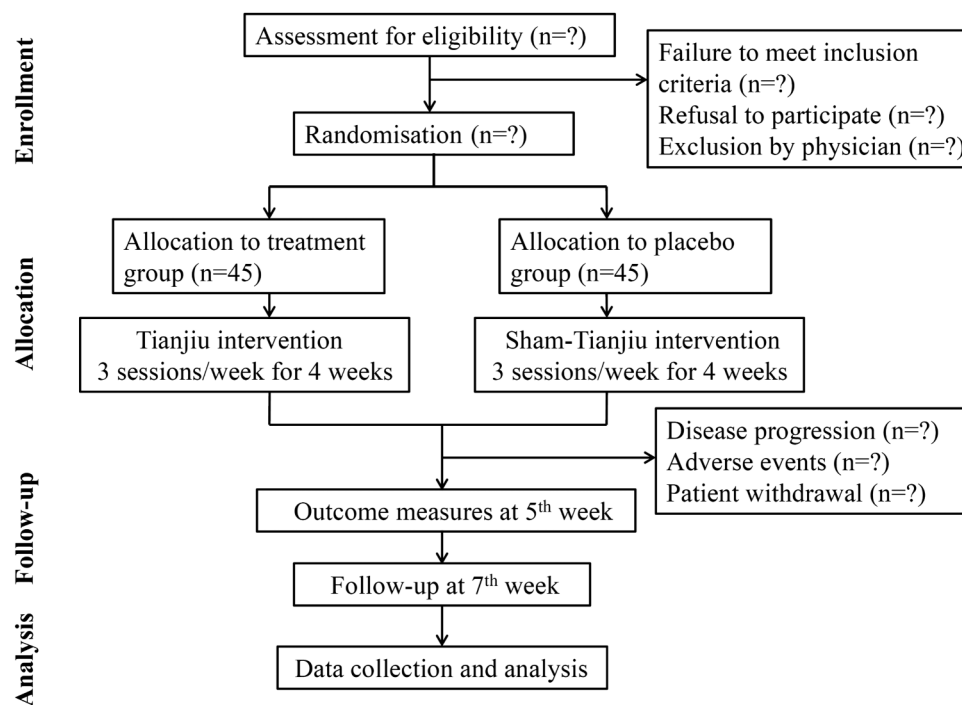 Enrollment
Assessment for eligibility (n=?)
Failure to meet inclusion
criteria (n=?)
Refusal to participate (n=?)
Exclusion by physician (n=?)
Randomisation (n=?)
Allocation
Allocation to treatment
group (n=45)
Allocation to placebo
group (n=45)
Tianjiu intervention
3 sessions/week for 4 weeks
Sham-Tianjiu intervention
3 sessions/week for 4 weeks
Disease progression (n=?)
Adverse events (n=?)
Patient withdrawal (n=?)
Follow-up
Outcome measures at 5th week
Follow-up at 7th week
Analysis
Data collection and analysis